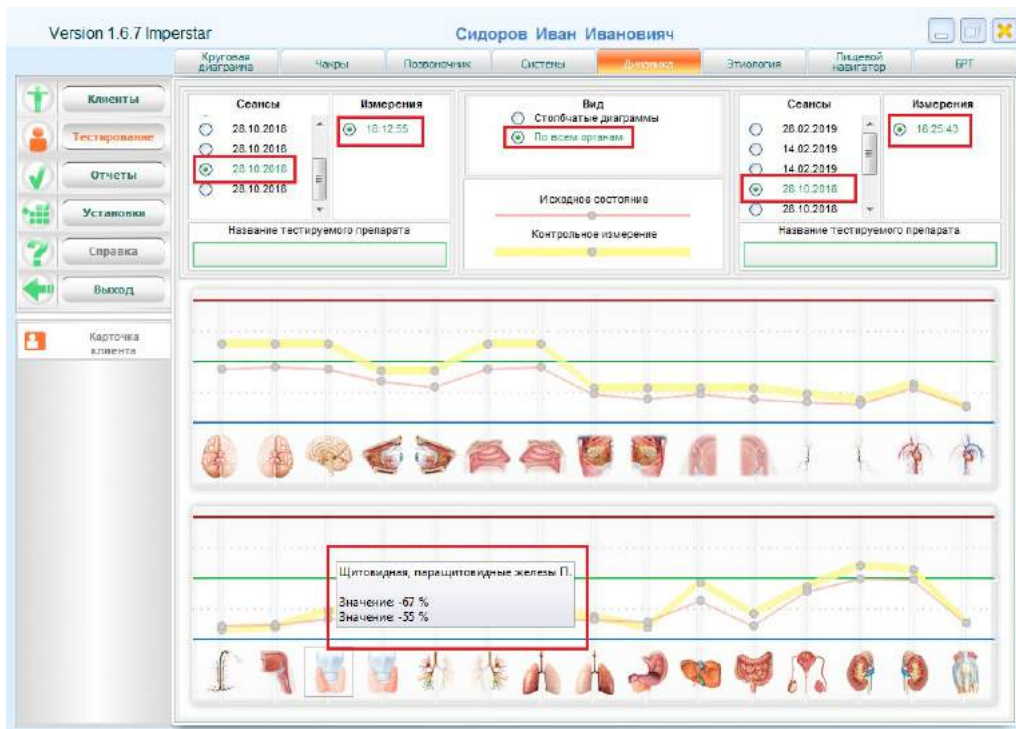 Version 1.6.7 Imperstar
Сидоров Иван Ивановияч
Круговая диаграмма
Чакры
Позвоночник
Системы
Динамика
Этиология
Пищевой навигатор
БРТ
Клиенты
Тестирование
Отчеты
Установки
Справка
Выход
Карточка клиента
Сеансы
28.10.2018
28.10.2018
28.10.2018
28.10.2018
Измерения
18:12:55
Название тестируемого препарата
Вид
Столбчатые диаграммы
По всем органам
Исходное состояние
Контрольное измерение
Сеансы
26.02.2019
14.02.2019
14.02.2019
28.10.2018
28.10.2018
Измерения
18:25:43
Название тестируемого препарата
Щитовидная, паращитовидные железы П.
Значение: -67 %
Значение: -55 %